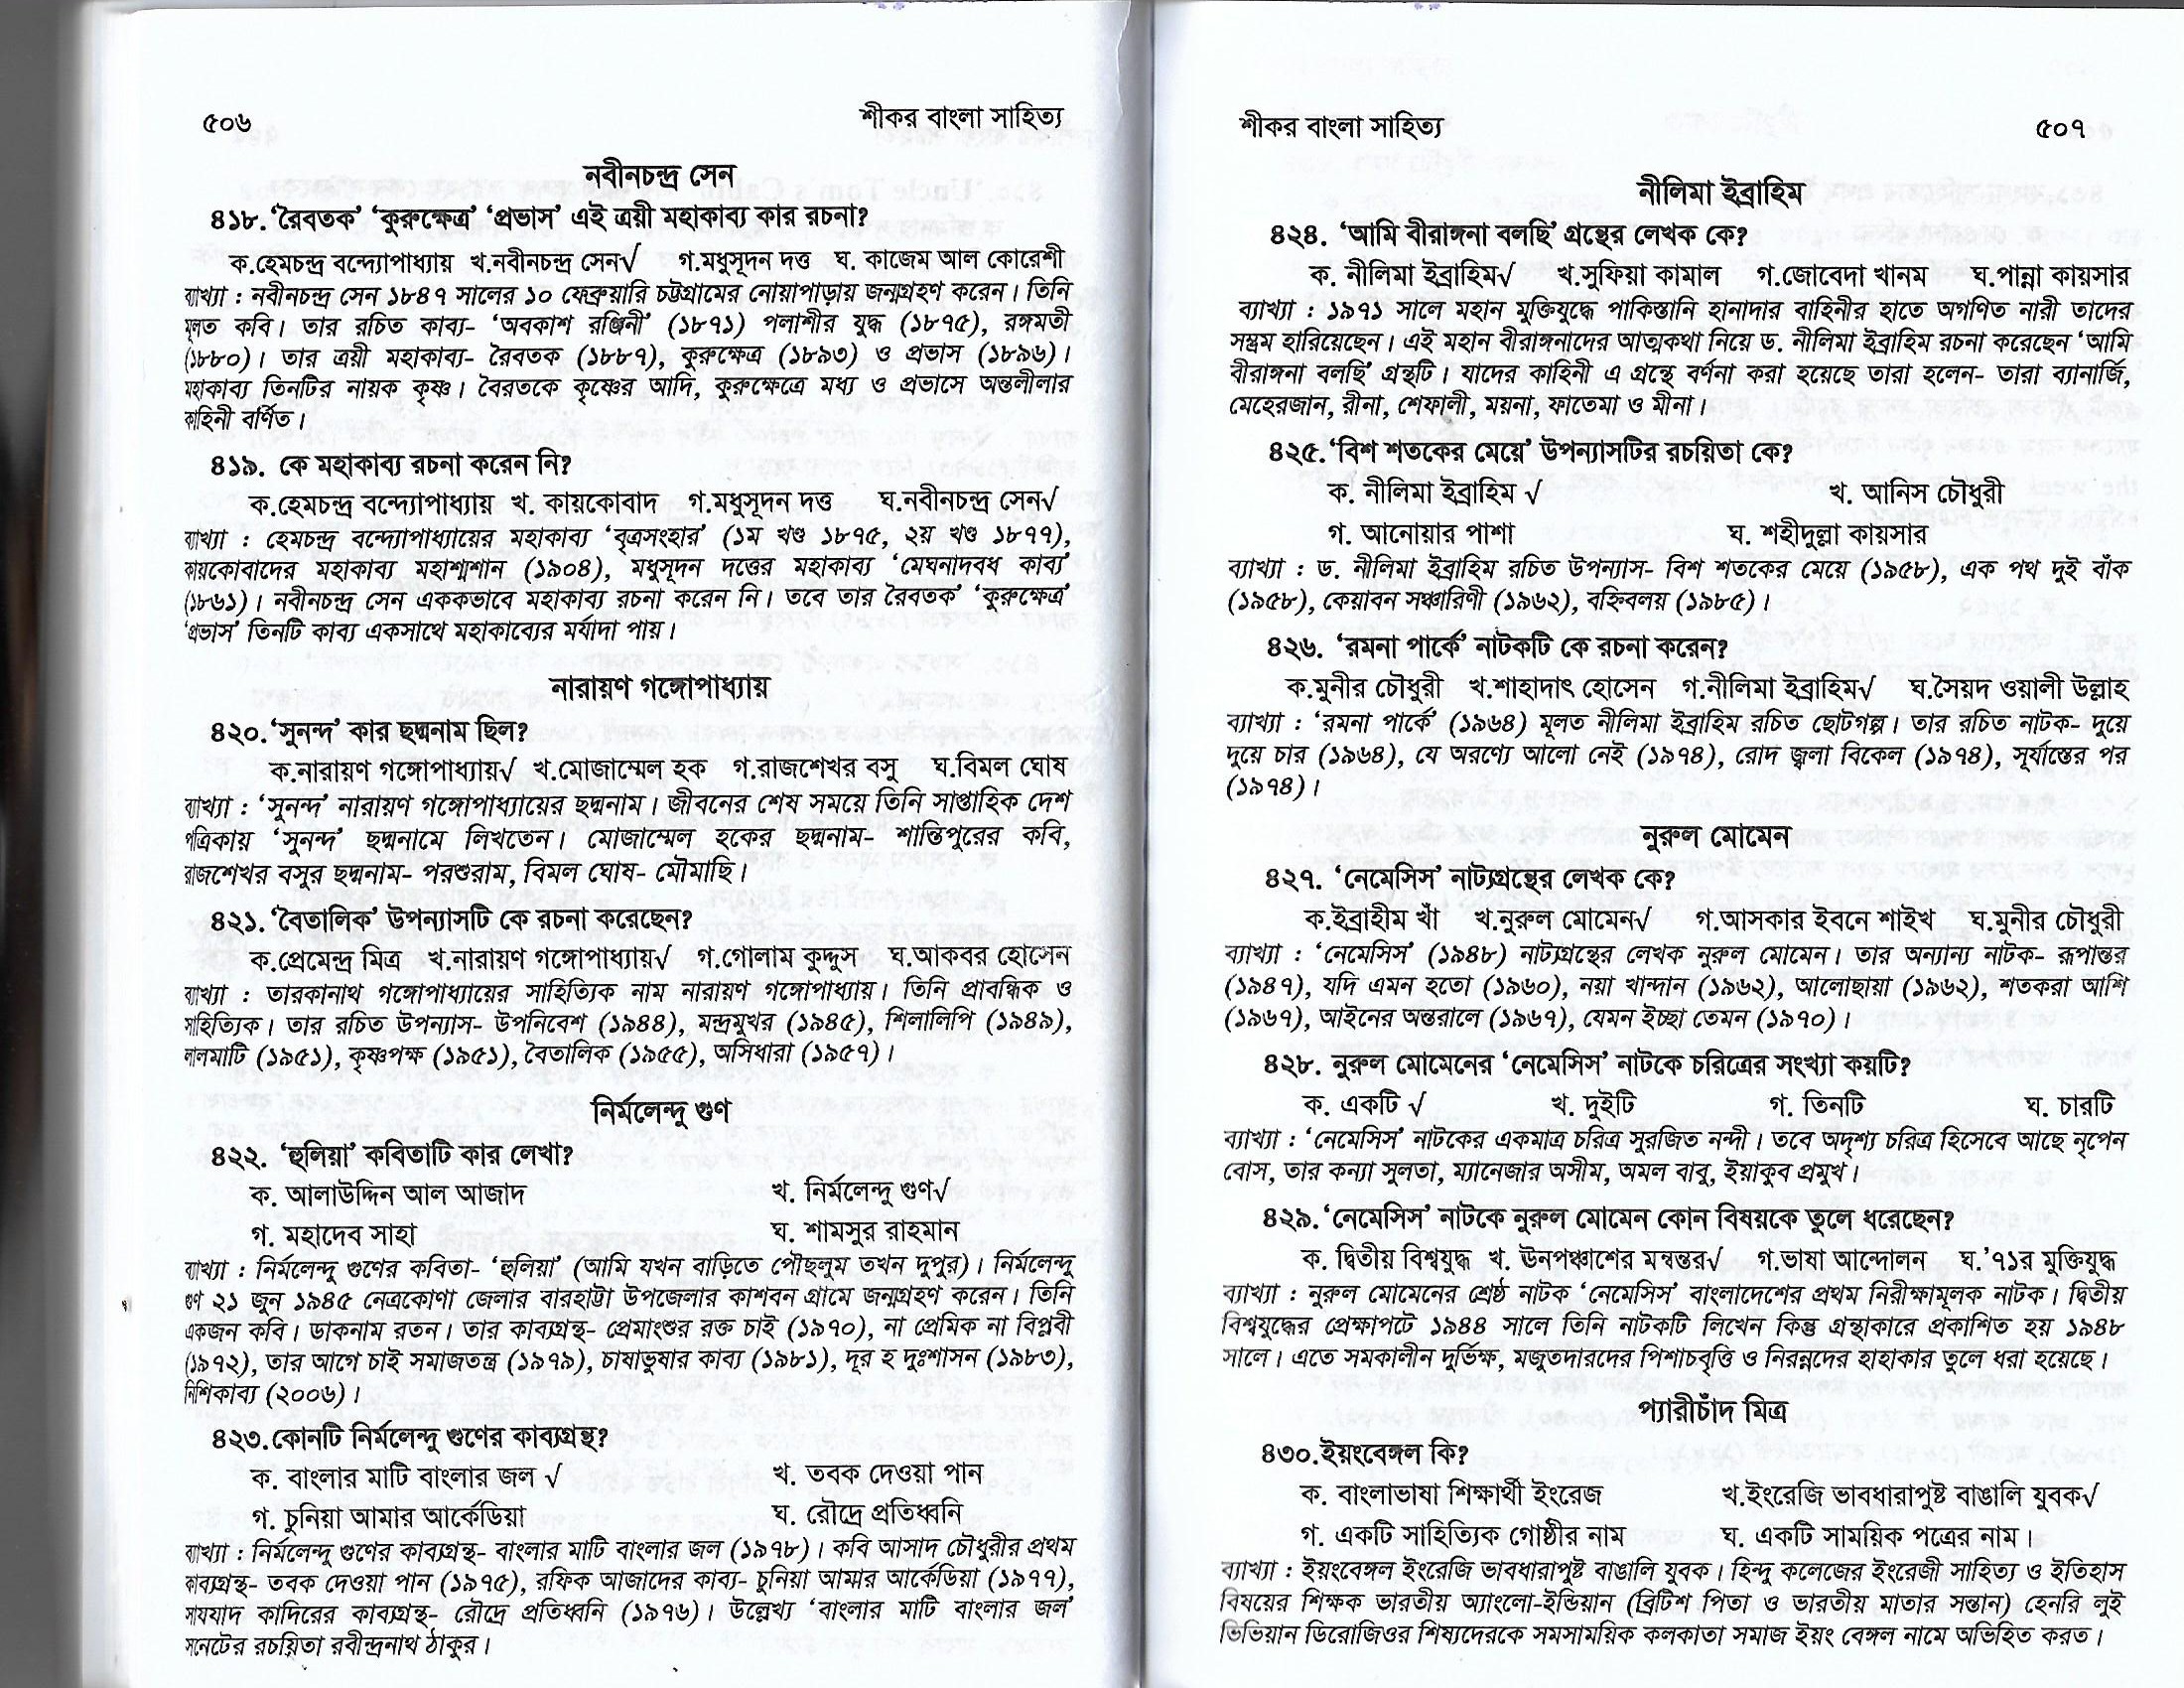 ৫০৬
শীকর বাংলা সাহিত্য
নবীনচন্দ্র সেন
৪১৮. ‘রৈবতক’ ‘কুরুক্ষেত্র’ ‘প্রভাস’ এই ত্রয়ী মহাকাব্য কার রচনা?
ক.হেমচন্দ্র বন্দ্যোপাধ্যায় খ.নবীনচন্দ্র সেন√ গ.মধুসূদন দত্ত ঘ. কাজেম আল কোরেশী
ব্যাখ্যা : নবীনচন্দ্র সেন ১৮৪৭ সালের ১০ ফেব্রুয়ারি চট্টগ্রামের নোয়াপাড়ায় জন্মগ্রহণ করেন। তিনি
মূলত কবি। তার রচিত কাব্য- ‘অবকাশ রঞ্জিনী’ (১৮৭১) পলাশীর যুদ্ধ (১৮৭৫), রঙ্গমতী
(১৮৮০)। তার ত্রয়ী মহাকাব্য- রৈবতক (১৮৮৭), কুরুক্ষেত্র (১৮৯৩) ও প্রভাস (১৮৯৬)।
মহাকাব্য তিনটির নায়ক কৃষ্ণ। বৈরতকে কৃষ্ণের আদি, কুরুক্ষেত্রে মধ্য ও প্রভাসে অন্তলীলার
কাহিনী বর্ণিত।
৪১৯. কে মহাকাব্য রচনা করেন নি?
ক.হেমচন্দ্র বন্দ্যোপাধ্যায় খ. কায়কোবাদ গ.মধুসূদন দত্ত ঘ.নবীনচন্দ্র সেন√
ব্যাখ্যা : হেমচন্দ্র বন্দ্যোপাধ্যায়ের মহাকাব্য ‘বৃত্রসংহার’ (১ম খণ্ড ১৮৭৫, ২য় খণ্ড ১৮৭৭),
কায়কোবাদের মহাকাব্য মহাশ্মশান (১৯০৪), মধুসূদন দত্তের মহাকাব্য ‘মেঘনাদবধ কাব্য’
(১৮৬১)। নবীনচন্দ্র সেন এককভাবে মহাকাব্য রচনা করেন নি। তবে তার রৈবতক’ ‘কুরুক্ষেত্র’
‘প্রভাস’ তিনটি কাব্য একসাথে মহাকাব্যের মর্যাদা পায়।
নারায়ণ গঙ্গোপাধ্যায়
৪২০. ‘সুনন্দ’ কার ছদ্মনাম ছিল?
ক.নারায়ণ গঙ্গোপাধ্যায়√ খ.মোজাম্মেল হক গ.রাজশেখর বসু ঘ.বিমল ঘোষ
ব্যাখ্যা : ‘সুনন্দ’ নারায়ণ গঙ্গোপাধ্যায়ের ছদ্মনাম। জীবনের শেষ সময়ে তিনি সাপ্তাহিক দেশ
পত্রিকায় ‘সুনন্দ’ ছদ্মনামে লিখতেন। মোজাম্মেল হকের ছদ্মনাম- শান্তিপুরের কবি,
রাজশেখর বসুর ছদ্মনাম- পরশুরাম, বিমল ঘোষ- মৌমাছি।
৪২১. ‘বৈতালিক’ উপন্যাসটি কে রচনা করেছেন?
ক.প্রেমেন্দ্র মিত্র খ.নারায়ণ গঙ্গোপাধ্যায়√ গ.গোলাম কুদ্দুস ঘ.আকবর হোসেন
ব্যাখ্যা : তারকানাথ গঙ্গোপাধ্যায়ের সাহিত্যিক নাম নারায়ণ গঙ্গোপাধ্যায়। তিনি প্রাবন্ধিক ও
সাহিত্যিক। তার রচিত উপন্যাস- উপনিবেশ (১৯৪৪), মন্দ্রমুখর (১৯৪৫), শিলালিপি (১৯৪৯),
লালমাটি (১৯৫১), কৃষ্ণপক্ষ (১৯৫১), বৈতালিক (১৯৫৫), অসিধারা (১৯৫৭)।
নির্মলেন্দু গুণ
৪২২. ‘হুলিয়া’ কবিতাটি কার লেখা?
ক. আলাউদ্দিন আল আজাদ খ. নির্মলেন্দু গুণ√
গ. মহাদেব সাহা ঘ. শামসুর রাহমান
ব্যাখ্যা : নির্মলেন্দু গুণের কবিতা- ‘হুলিয়া’ (আমি যখন বাড়িতে পৌছলুম তখন দুপুর)। নির্মলেন্দু
গুণ ২১ জুন ১৯৪৫ নেত্রকোণা জেলার বারহাট্টা উপজেলার কাশবন গ্রামে জন্মগ্রহণ করেন। তিনি
একজন কবি। ডাকনাম রতন। তার কাব্যগ্রন্থ- প্রেমাংশুর রক্ত চাই (১৯৭০), না প্রেমিক না বিপ্লবী
(১৯৭২), তার আগে চাই সমাজতন্ত্র (১৯৭৯), চাষাভুষার কাব্য (১৯৮১), দূর হ দুঃশাসন (১৯৮৩),
নিশিকাব্য (২০০৬)।
৪২৩.কোনটি নির্মলেন্দু গুণের কাব্যগ্রন্থ?
ক. বাংলার মাটি বাংলার জল √ খ. তবক দেওয়া পান
গ. চুনিয়া আমার আর্কেডিয়া ঘ. রৌদ্রে প্রতিধ্বনি
ব্যাখ্যা : নির্মলেন্দু গুণের কাব্যগ্রন্থ- বাংলার মাটি বাংলার জল (১৯৭৮)। কবি আসাদ চৌধুরীর প্রথম
কাব্যগ্রন্থ- তবক দেওয়া পান (১৯৭৫), রফিক আজাদের কাব্য- চুনিয়া আমার আর্কেডিয়া (১৯৭৭),
সাযযাদ কাদিরের কাব্যগ্রন্থ- রৌদ্রে প্রতিধ্বনি (১৯৭৬)। উল্লেখ্য ‘বাংলার মাটি বাংলার জল’
সনেটের রচয়িতা রবীন্দ্রনাথ ঠাকুর।
শীকর বাংলা সাহিত্য
৫০৭
নীলিমা ইব্রাহিম
৪২৪. ‘আমি বীরাঙ্গনা বলছি’ গ্রন্থের লেখক কে?
ক. নীলিমা ইব্রাহিম√ খ.সুফিয়া কামাল গ.জোবেদা খানম ঘ.পান্না কায়সার
ব্যাখ্যা : ১৯৭১ সালে মহান মুক্তিযুদ্ধে পাকিস্তানি হানাদার বাহিনীর হাতে অগণিত নারী তাদের
সম্ভ্রম হারিয়েছেন। এই মহান বীরাঙ্গনাদের আত্মকথা নিয়ে ড. নীলিমা ইব্রাহিম রচনা করেছেন ‘আমি
বীরাঙ্গনা বলছি’ গ্রন্থটি। যাদের কাহিনী এ গ্রন্থে বর্ণনা করা হয়েছে তারা হলেন- তারা ব্যানার্জি,
মেহেরজান, রীনা, শেফালী, ময়না, ফাতেমা ও মীনা।
৪২৫. ‘বিশ শতকের মেয়ে’ উপন্যাসটির রচয়িতা কে?
ক. নীলিমা ইব্রাহিম √ খ. আনিস চৌধুরী
গ. আনোয়ার পাশা ঘ. শহীদুল্লা কায়সার
ব্যাখ্যা : ড. নীলিমা ইব্রাহিম রচিত উপন্যাস- বিশ শতকের মেয়ে (১৯৫৮), এক পথ দুই বাঁক
(১৯৫৮), কেয়াবন সঞ্চারিণী (১৯৬২), বহ্নিবলয় (১৯৮৫)।
৪২৬. ‘রমনা পার্কে’ নাটকটি কে রচনা করেন?
ক.মুনীর চৌধুরী খ.শাহাদাৎ হোসেন গ.নীলিমা ইব্রাহিম√ ঘ.সৈয়দ ওয়ালী উল্লাহ
ব্যাখ্যা : ‘রমনা পার্কে’ (১৯৬৪) মূলত নীলিমা ইব্রাহিম রচিত ছোটগল্প। তার রচিত নাটক- দুয়ে
দুয়ে চার (১৯৬৪), যে অরণ্যে আলো নেই (১৯৭৪), রোদ জ্বলা বিকেল (১৯৭৪), সূর্যাস্তের পর
(১৯৭৪)।
নুরুল মোমেন
৪২৭. ‘নেমেসিস’ নাট্যগ্রন্থের লেখক কে?
ক.ইব্রাহীম খাঁ খ.নুরুল মোমেন√ গ.আসকার ইবনে শাইখ ঘ.মুনীর চৌধুরী
ব্যাখ্যা : ‘নেমেসিস’ (১৯৪৮) নাট্যগ্রন্থের লেখক নুরুল মোমেন। তার অন্যান্য নাটক- রূপান্তর
(১৯৪৭), যদি এমন হতো (১৯৬০), নয়া খান্দান (১৯৬২), আলোছায়া (১৯৬২), শতকরা আশি
(১৯৬৭), আইনের অন্তরালে (১৯৬৭), যেমন ইচ্ছা তেমন (১৯৭০)।
৪২৮. নুরুল মোমেনের ‘নেমেসিস’ নাটকে চরিত্রের সংখ্যা কয়টি?
ক. একটি √ খ. দুইটি গ. তিনটি ঘ. চারটি
ব্যাখ্যা : ‘নেমেসিস’ নাটকের একমাত্র চরিত্র সুরজিত নন্দী। তবে অদৃশ্য চরিত্র হিসেবে আছে নৃপেন
বোস, তার কন্যা সুলতা, ম্যানেজার অসীম, অমল বাবু, ইয়াকুব প্রমুখ।
৪২৯. ‘নেমেসিস’ নাটকে নুরুল মোমেন কোন বিষয়কে তুলে ধরেছেন?
ক. দ্বিতীয় বিশ্বযুদ্ধ খ. ঊনপঞ্চাশের মন্বন্তর√ গ.ভাষা আন্দোলন ঘ.’৭১র মুক্তিযুদ্ধ
ব্যাখ্যা : নুরুল মোমেনের শ্রেষ্ঠ নাটক ‘নেমেসিস’ বাংলাদেশের প্রথম নিরীক্ষামূলক নাটক। দ্বিতীয়
বিশ্বযুদ্ধের প্রেক্ষাপটে ১৯৪৪ সালে তিনি নাটকটি লিখেন কিন্তু গ্রন্থাকারে প্রকাশিত হয় ১৯৪৮
সালে। এতে সমকালীন দুর্ভিক্ষ, মজুতদারদের পিশাচবৃত্তি ও নিরন্নদের হাহাকার তুলে ধরা হয়েছে।
প্যারীচাঁদ মিত্র
৪৩০.ইয়ংবেঙ্গল কি?
ক. বাংলাভাষা শিক্ষার্থী ইংরেজ খ.ইংরেজি ভাবধারাপুষ্ট বাঙালি যুবক√
গ. একটি সাহিত্যিক গোষ্ঠীর নাম ঘ. একটি সাময়িক পত্রের নাম।
ব্যাখ্যা : ইয়ংবেঙ্গল ইংরেজি ভাবধারাপুষ্ট বাঙালি যুবক। হিন্দু কলেজের ইংরেজী সাহিত্য ও ইতিহাস
বিষয়ের শিক্ষক ভারতীয় অ্যাংলো-ইন্ডিয়ান (ব্রিটিশ পিতা ও ভারতীয় মাতার সন্তান) হেনরি লুই
ভিভিয়ান ডিরোজিওর শিষ্যদেরকে সমসাময়িক কলকাতা সমাজ ইয়ং বেঙ্গল নামে অভিহিত করত।